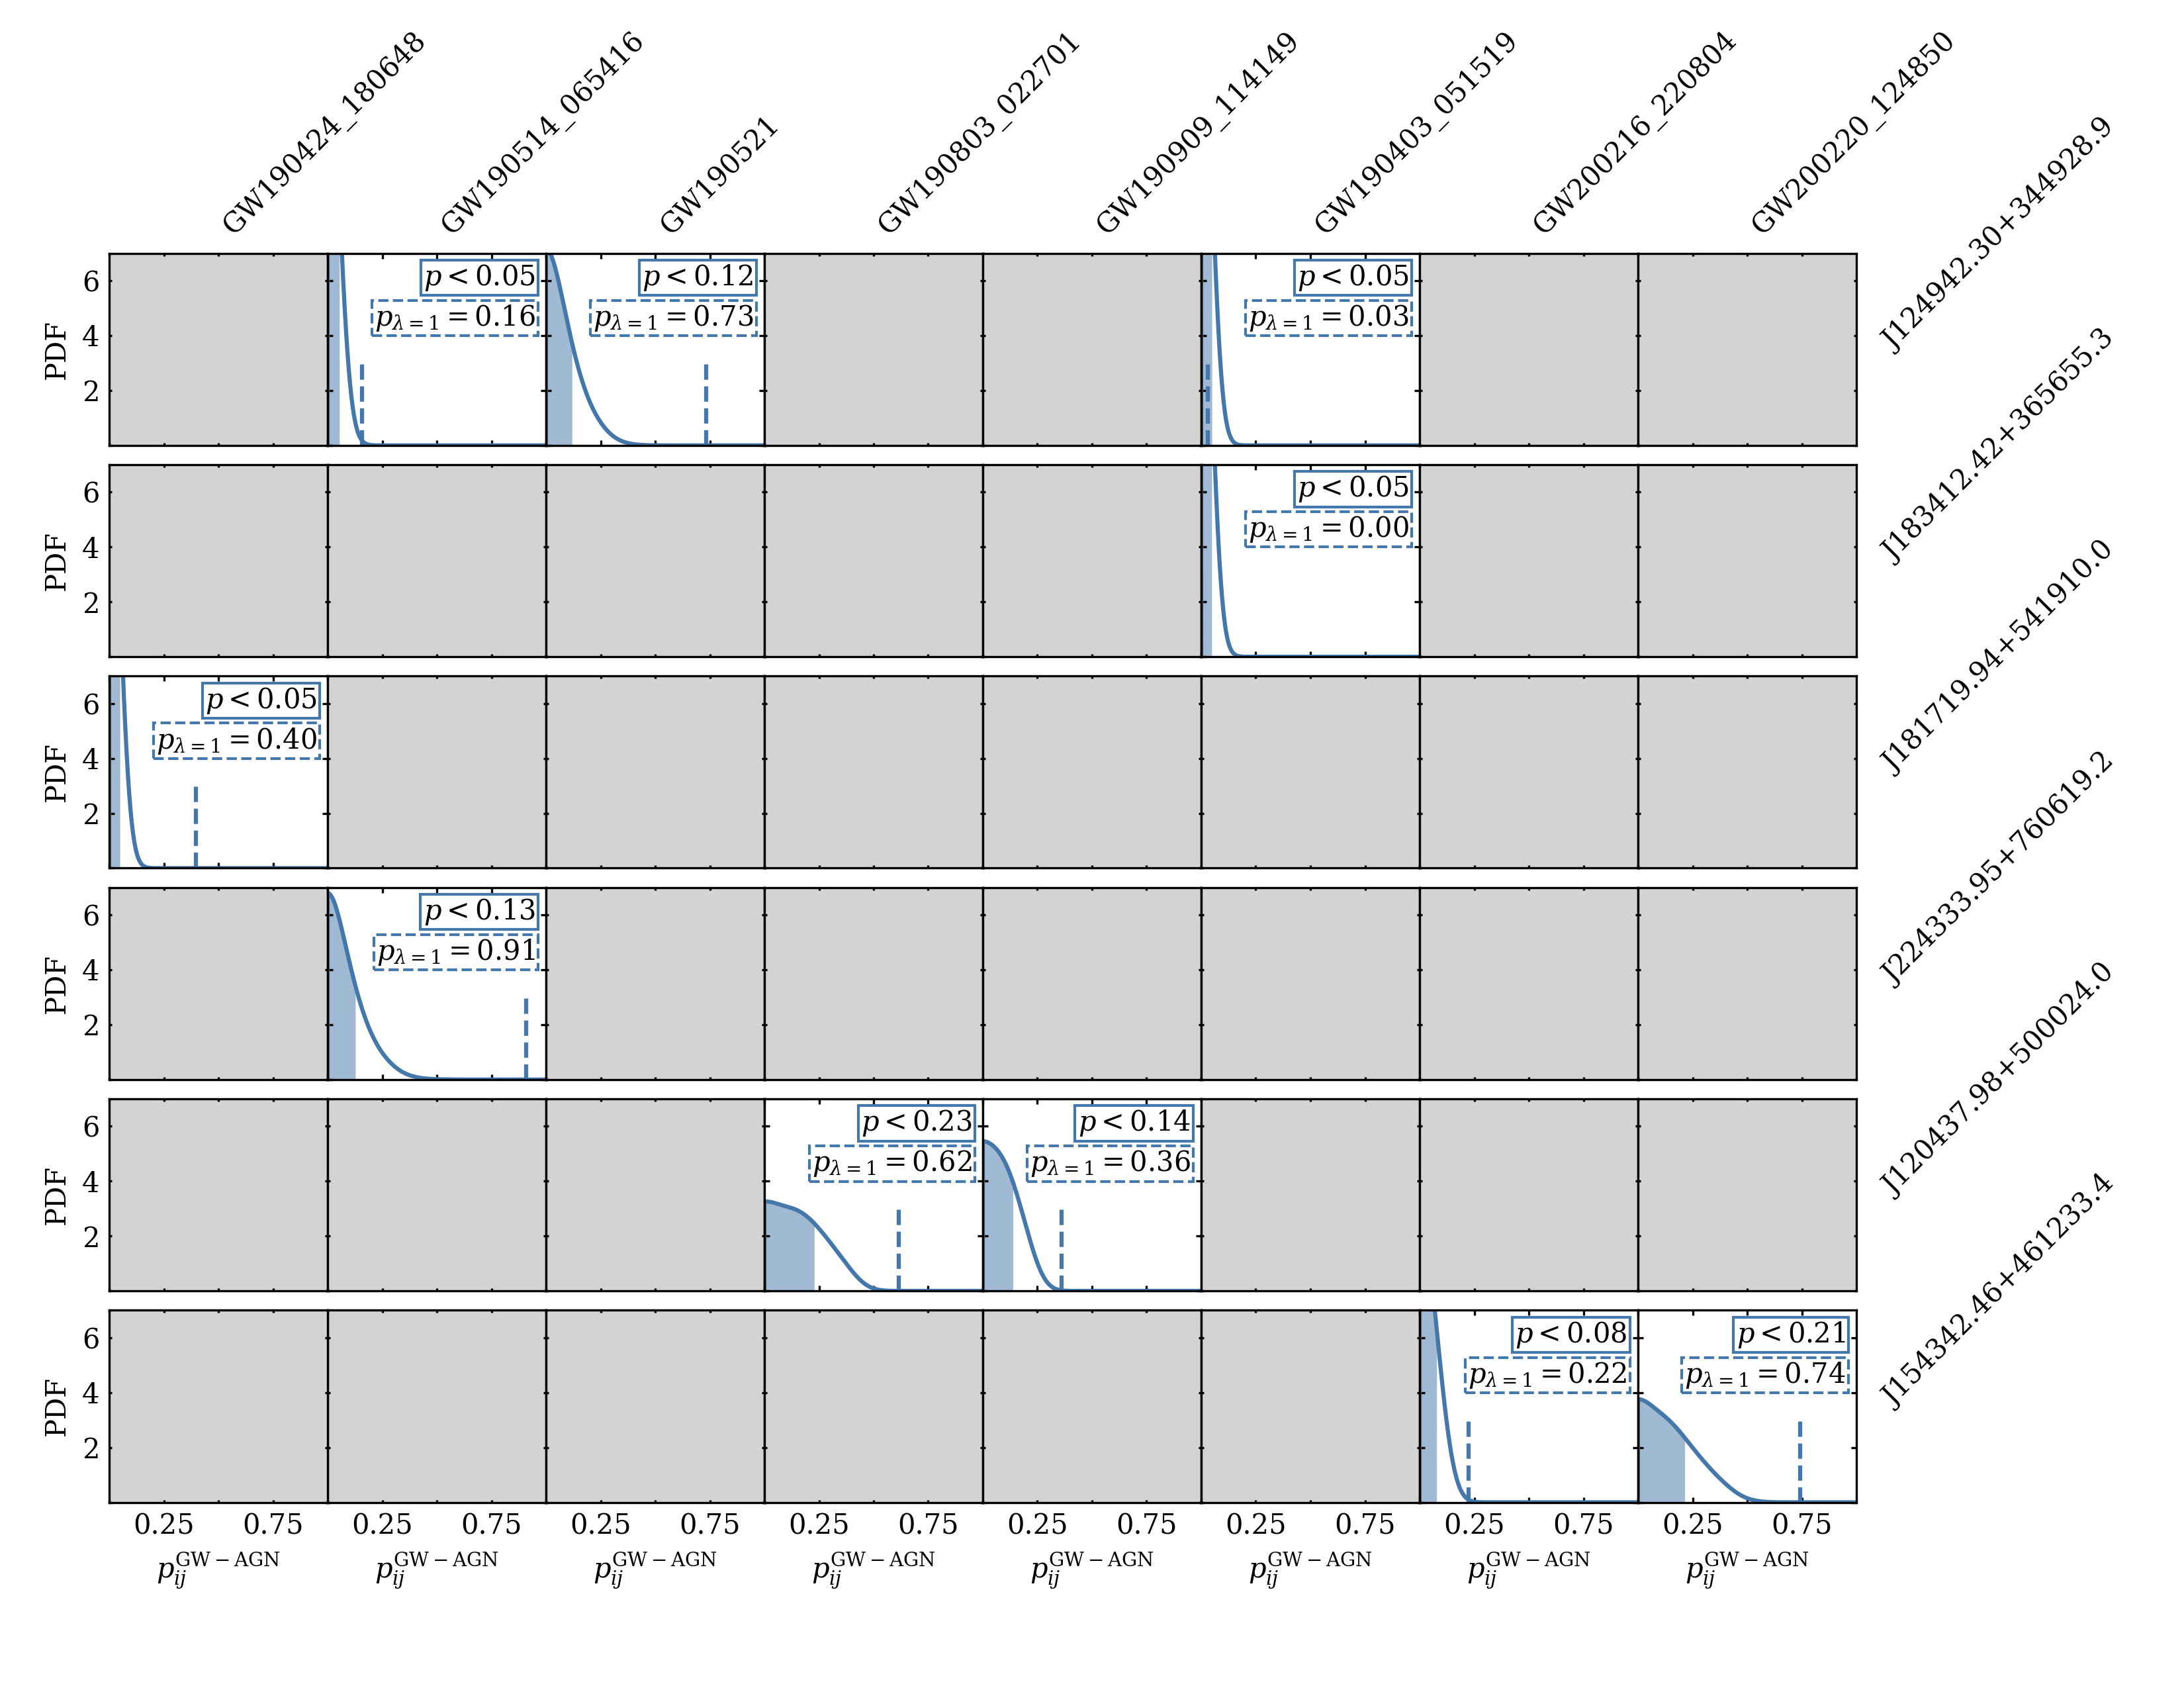 GW190424_180648
GW190514_065416
GW190521
GW190803_022701
GW190909_114149
GW190403_051519
GW200216_220804
GW200220_124850
PDF
6
4
2
p < 0.05
pλ = 1 = 0.16
p < 0.12
pλ = 1 = 0.73
p < 0.05
pλ = 1 = 0.03
J124942.30+344928.9
PDF
6
4
2
p < 0.05
pλ = 1 = 0.00
J183412.42+365655.3
PDF
6
4
2
p < 0.05
pλ = 1 = 0.40
J181719.94+541910.0
PDF
6
4
2
p < 0.13
pλ = 1 = 0.91
J224333.95+760619.2
PDF
6
4
2
p < 0.23
pλ = 1 = 0.62
p < 0.14
pλ = 1 = 0.36
J120437.98+500024.0
PDF
6
4
2
p < 0.08
pλ = 1 = 0.22
p < 0.21
pλ = 1 = 0.74
J154342.46+461233.4
0.25 0.75 0.25 0.75 0.25 0.75 0.25 0.75 0.25 0.75 0.25 0.75 0.25 0.75 0.25 0.75
p_ij^GW−AGN p_ij^GW−AGN p_ij^GW−AGN p_ij^GW−AGN p_ij^GW−AGN p_ij^GW−AGN p_ij^GW−AGN p_ij^GW−AGN